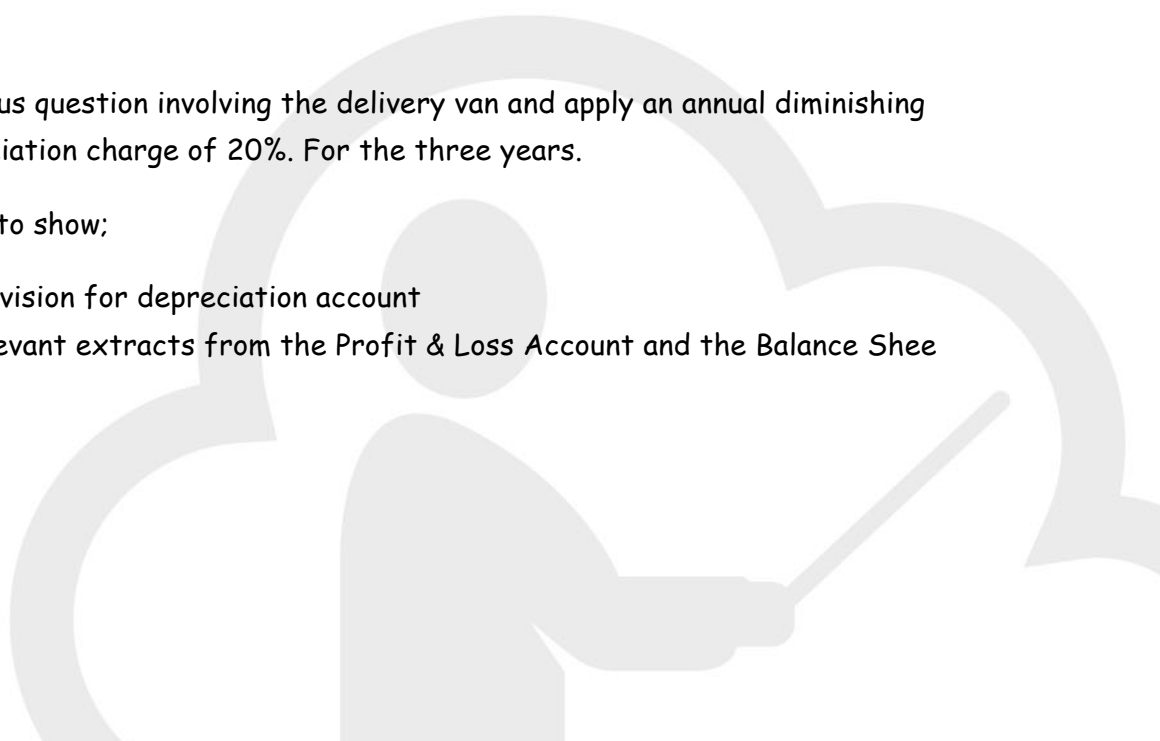 us question involving the delivery van and apply an annual diminishing
iation charge of 20%. For the three years.
to show;
vision for depreciation account
evant extracts from the Profit & Loss Account and the Balance Shee